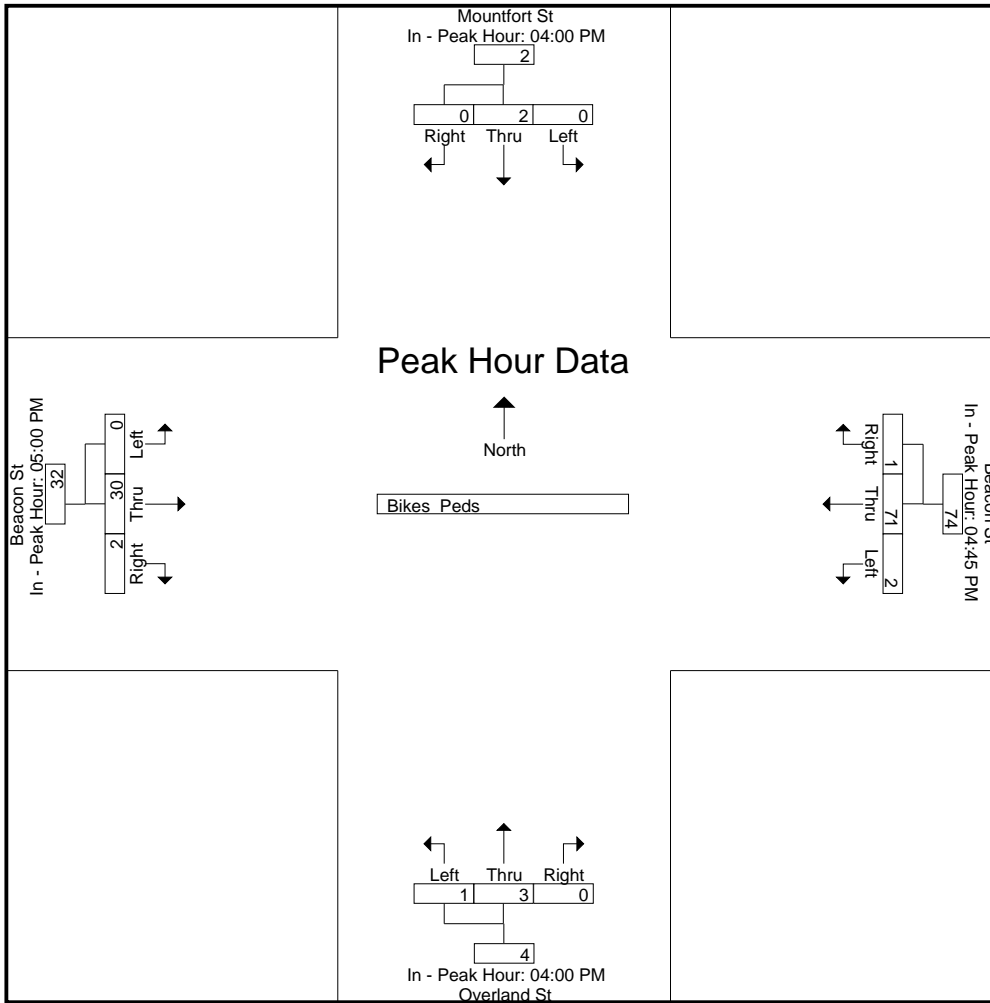 Mountfort St
In - Peak Hour: 04:00 PM
2
0 2 0
Right Thru Left
Peak Hour Data
North
Bikes Peds
Beacon St
In - Peak Hour: 05:00 PM
32
0 30 2
Left Thru Right
Beacon St
In - Peak Hour: 04:45 PM
74
1 71 2
Right Thru Left
Left Thru Right
1 3 0
4
In - Peak Hour: 04:00 PM
Overland St